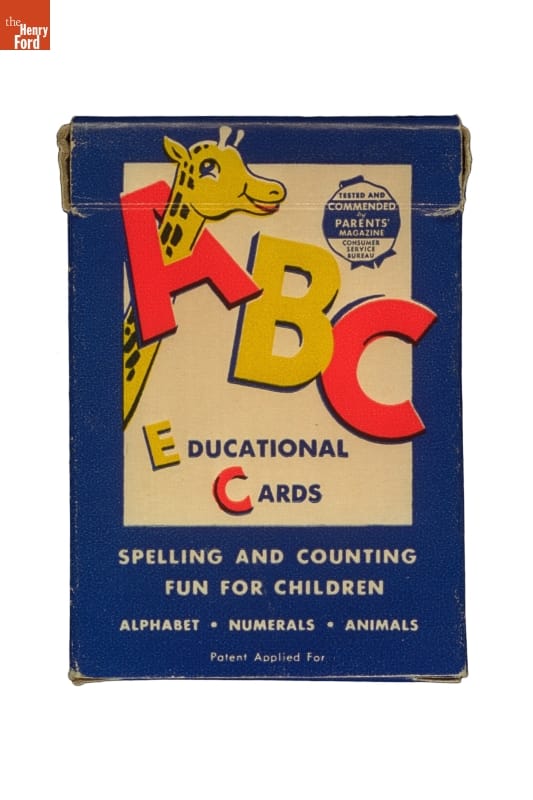 the
Henry
Ford
ABC
TESTED AND
COMMENDED
by
PARENTS'
MAGAZINE
CONSUMER
SERVICE
BUREAU
EDUCATIONAL
CARDS
SPELLING AND COUNTING
FUN FOR CHILDREN
ALPHABET • NUMERALS • ANIMALS
Patent Applied For